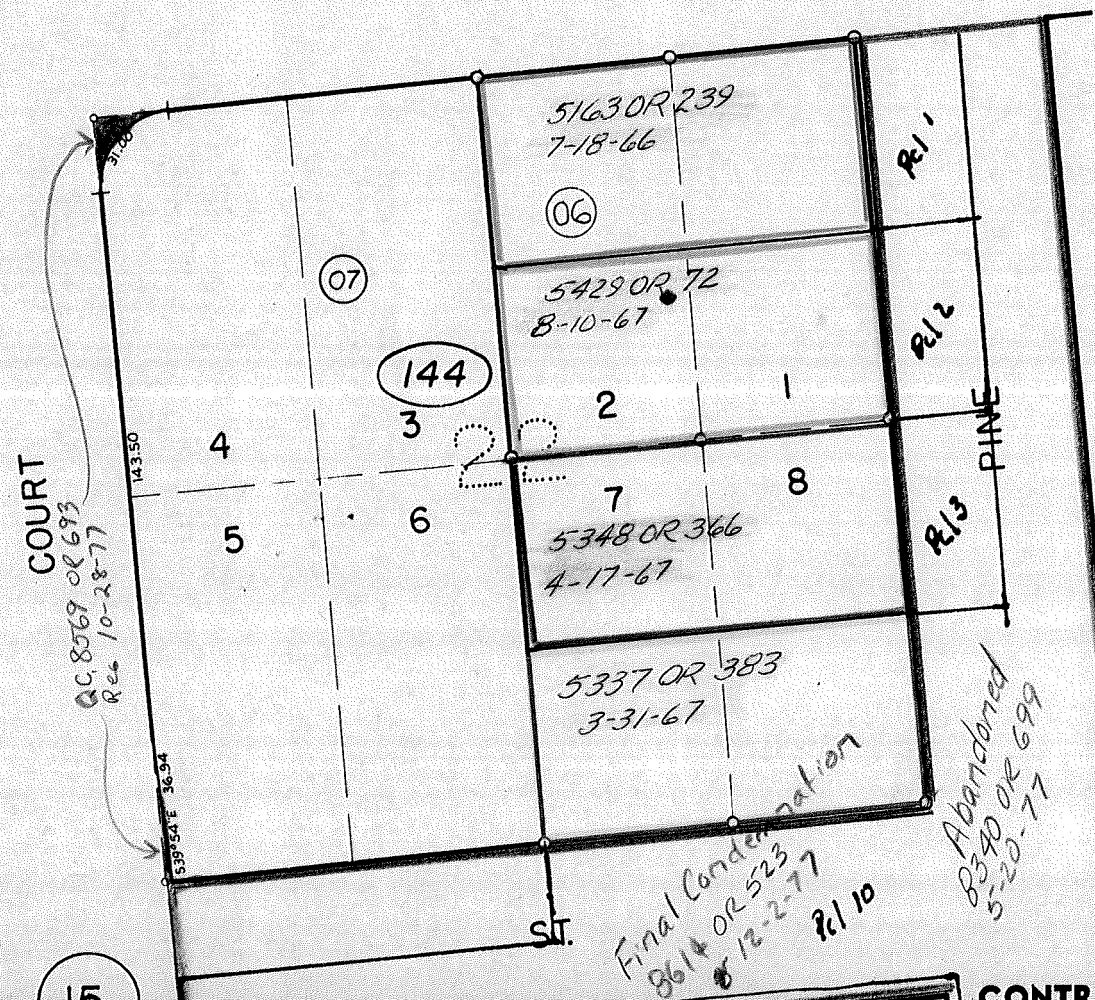 5163 OR 239
7-18-66
Pcl 1
31.00
06
07
5429 OR 72
8-10-67
Pcl 2
144
2
1
3
4
22
PINE
143.50
COURT
7
8
5
6
QC, 8569 OR 693
Rec 10-28-77
5348 OR 366
4-17-67
Pcl 3
5337 OR 383
3-31-67
36.94
S39°54'E
Abandoned
8340 OR 699
5-20-77
Final Condemnation
8614 OR 523
12-2-77
Pcl 10
ST.
15
CONTR